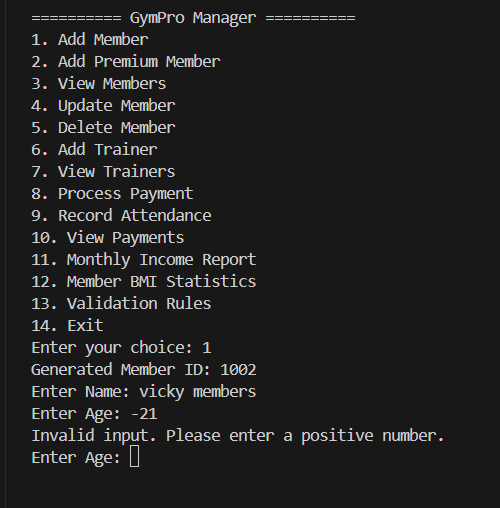 ========== GymPro Manager ==========
1. Add Member
2. Add Premium Member
3. View Members
4. Update Member
5. Delete Member
6. Add Trainer
7. View Trainers
8. Process Payment
9. Record Attendance
10. View Payments
11. Monthly Income Report
12. Member BMI Statistics
13. Validation Rules
14. Exit
Enter your choice: 1
Generated Member ID: 1002
Enter Name: vicky members
Enter Age: -21
Invalid input. Please enter a positive number.
Enter Age: